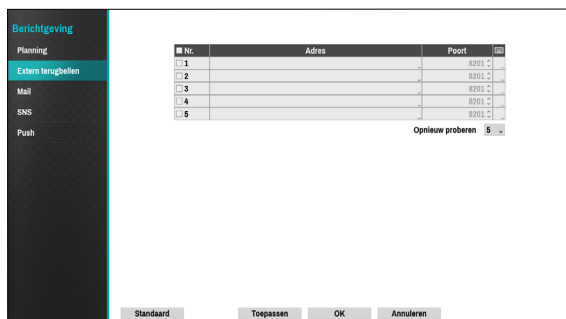 Berichtgeving
Planning
Extern terugbellen
Mail
SNS
Push
Nr. Adres Poort
1 8201
2 8201
3 8201
4 8201
5 8201
Opnieuw proberen 5
Standaard Toepassen OK Annuleren